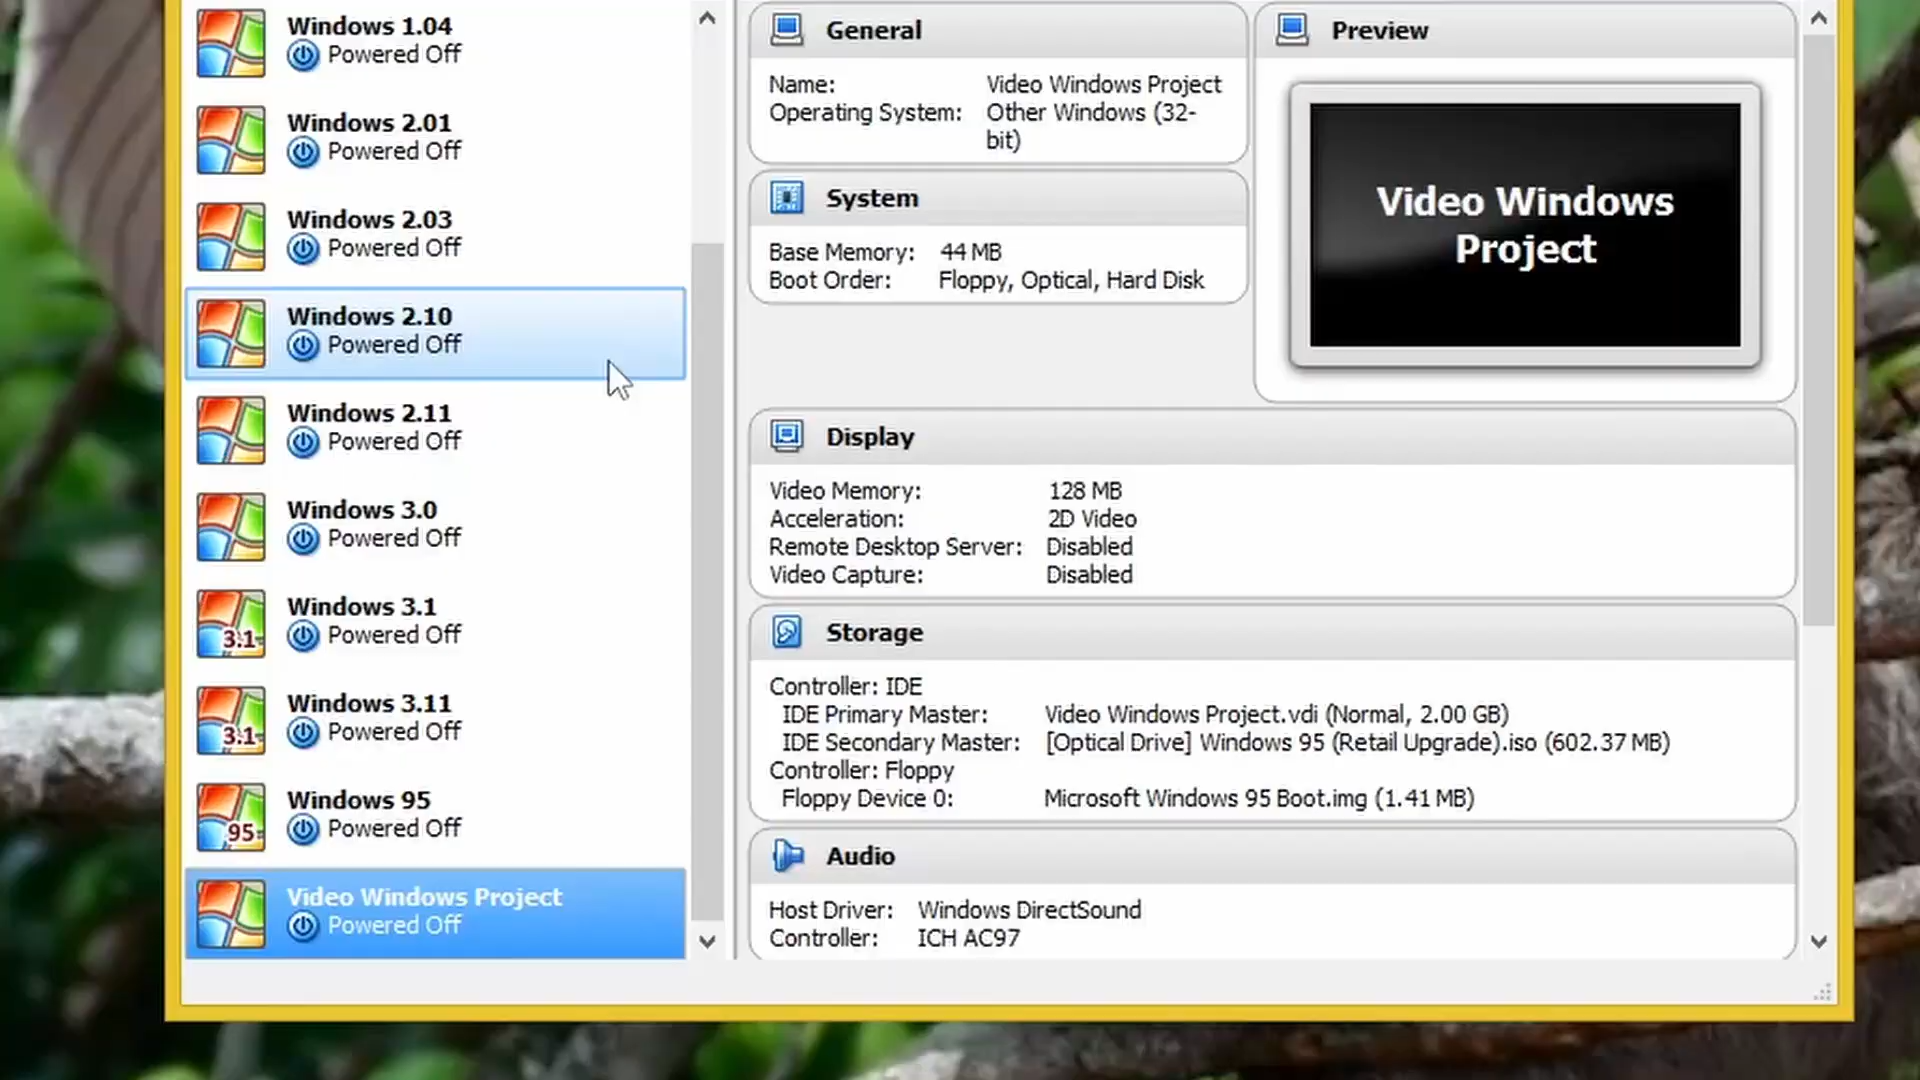 Windows 1.04
Powered Off
Windows 2.01
Powered Off
Windows 2.03
Powered Off
Windows 2.10
Powered Off
Windows 2.11
Powered Off
Windows 3.0
Powered Off
3.1
Windows 3.1
Powered Off
3.1
Windows 3.11
Powered Off
95
Windows 95
Powered Off
Video Windows Project
Powered Off
General
Name: Video Windows Project
Operating System: Other Windows (32-
bit)
System
Base Memory: 44 MB
Boot Order: Floppy, Optical, Hard Disk
Preview
Video Windows
Project
Display
Video Memory: 128 MB
Acceleration: 2D Video
Remote Desktop Server: Disabled
Video Capture: Disabled
Storage
Controller: IDE
IDE Primary Master: Video Windows Project.vdi (Normal, 2.00 GB)
IDE Secondary Master: [Optical Drive] Windows 95 (Retail Upgrade).iso (602.37 MB)
Controller: Floppy
Floppy Device 0: Microsoft Windows 95 Boot.img (1.41 MB)
Audio
Host Driver: Windows DirectSound
Controller: ICH AC97